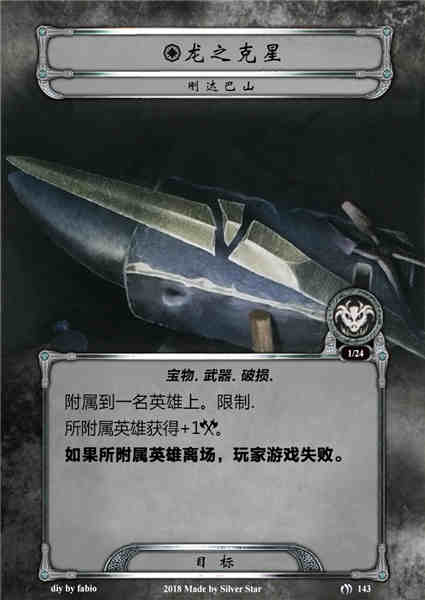 龙之克星
刚达巴山
1/24
宝物. 武器. 破损.
附属到一名英雄上。限制.
所附属英雄获得+1。
如果所附属英雄离场，玩家游戏失败。
目标
diy by fabio
2018 Made by Silver Star
143